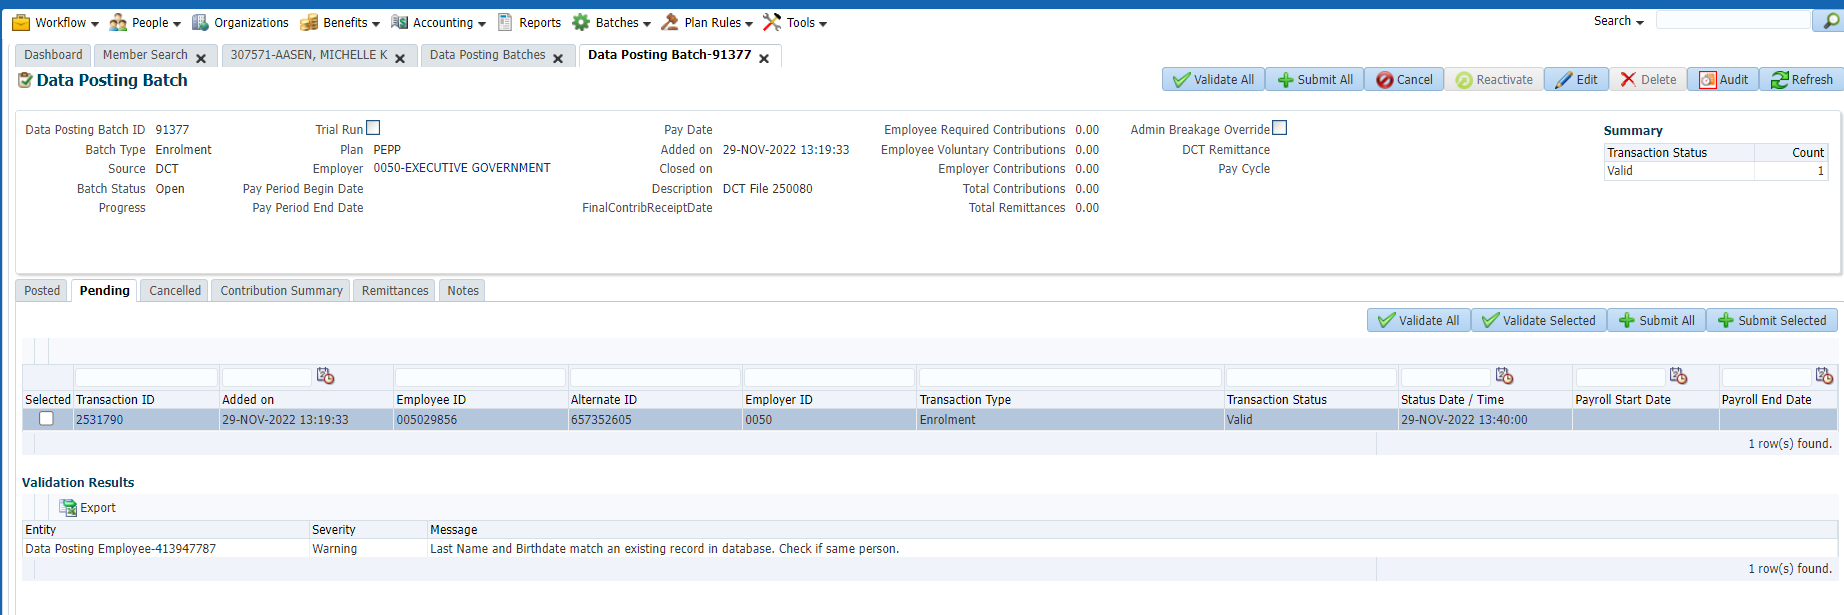 Workflow People Organizations Benefits Accounting Reports Batches Plan Rules Tools Search
Dashboard Member Search 307571-AASEN, MICHELLE K Data Posting Batches Data Posting Batch-91377
Data Posting Batch Validate All Submit All Cancel Reactivate Edit Delete Audit Refresh
Data Posting Batch ID 91377 Trial Run Pay Date Employee Required Contributions 0.00 Admin Breakage Override Summary
Batch Type Enrolment Plan PEPP Added on 29-NOV-2022 13:19:33 Employee Voluntary Contributions 0.00 DCT Remittance Transaction Status Count
Source DCT Employer 0050-EXECUTIVE GOVERNMENT Closed on Employer Contributions 0.00 Pay Cycle Valid 1
Batch Status Open Pay Period Begin Date Description DCT File 250080 Total Contributions 0.00
Progress Pay Period End Date FinalContribReceiptDate Total Remittances 0.00
Posted Pending Cancelled Contribution Summary Remittances Notes
Validate All Validate Selected Submit All Submit Selected
Selected Transaction ID Added on Employee ID Alternate ID Employer ID Transaction Type Transaction Status Status Date / Time Payroll Start Date Payroll End Date
2531790 29-NOV-2022 13:19:33 005029856 657352605 0050 Enrolment Valid 29-NOV-2022 13:40:00
1 row(s) found.
Validation Results
Export
Entity Severity Message
Data Posting Employee-413947787 Warning Last Name and Birthdate match an existing record in database. Check if same person.
1 row(s) found.